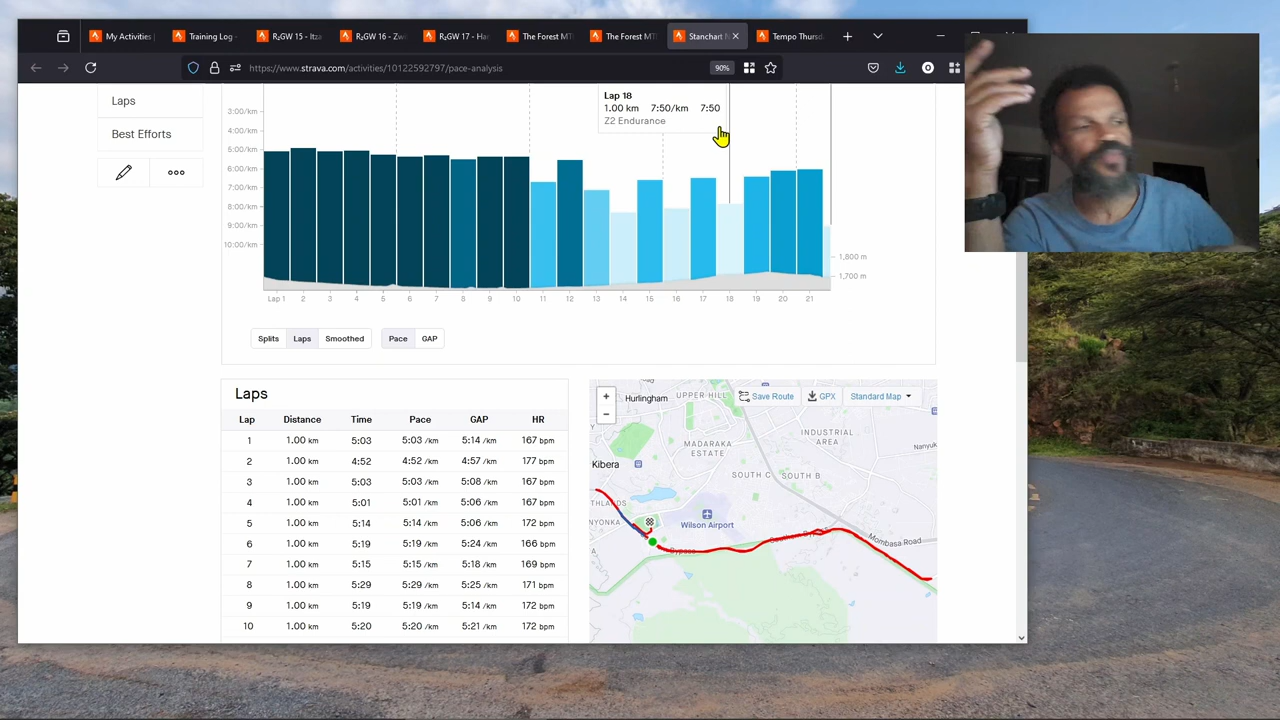 My Activities
Training Log -
R₂GW 15 - Itza
R₂GW 16 - Zwi
R₂GW 17 - Ha
The Forest MT
The Forest MT
Stanchart N
Tempo Thursd
https://www.strava.com/activities/10122592797/pace-analysis
90%
Laps
Best Efforts
Lap 18
1.00 km 7:50/km 7:50
Z2 Endurance
3:00/km
4:00/km
5:00/km
6:00/km
7:00/km
8:00/km
9:00/km
10:00/km
1,800 m
1,700 m
Lap 1 2 3 4 5 6 7 8 9 10 11 12 13 14 15 16 17 18 19 20 21
Splits Laps Smoothed Pace GAP
Laps
Lap Distance Time Pace GAP HR
1 1.00 km 5:03 5:03 /km 5:14 /km 167 bpm
2 1.00 km 4:52 4:52 /km 4:57 /km 177 bpm
3 1.00 km 5:03 5:03 /km 5:08 /km 167 bpm
4 1.00 km 5:01 5:01 /km 5:06 /km 167 bpm
5 1.00 km 5:14 5:14 /km 5:06 /km 172 bpm
6 1.00 km 5:19 5:19 /km 5:24 /km 166 bpm
7 1.00 km 5:15 5:15 /km 5:18 /km 169 bpm
8 1.00 km 5:29 5:29 /km 5:25 /km 171 bpm
9 1.00 km 5:19 5:19 /km 5:14 /km 172 bpm
10 1.00 km 5:20 5:20 /km 5:21 /km 172 bpm
+
−
Save Route GPX Standard Map
Hurlingham
UPPER HILL
INDUSTRIAL
AREA
MADARAKA
ESTATE
Nanyuk
Kibera
SOUTH C
SOUTH B
Wilson Airport
Southern Bypass
Mombasa Road
Bypass